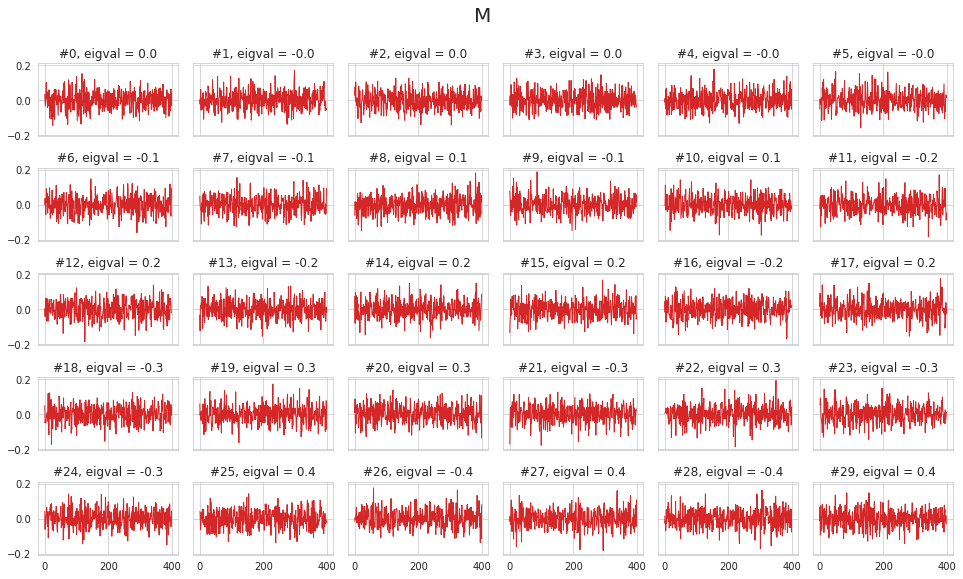 M
#0, eigval = 0.0 #1, eigval = -0.0 #2, eigval = 0.0 #3, eigval = 0.0 #4, eigval = -0.0 #5, eigval = -0.0
0.2
0.0
−0.2
#6, eigval = -0.1 #7, eigval = -0.1 #8, eigval = 0.1 #9, eigval = -0.1 #10, eigval = 0.1 #11, eigval = -0.2
0.2
0.0
−0.2
#12, eigval = 0.2 #13, eigval = -0.2 #14, eigval = 0.2 #15, eigval = 0.2 #16, eigval = -0.2 #17, eigval = 0.2
0.2
0.0
−0.2
#18, eigval = -0.3 #19, eigval = 0.3 #20, eigval = 0.3 #21, eigval = -0.3 #22, eigval = 0.3 #23, eigval = -0.3
0.2
0.0
−0.2
#24, eigval = -0.3 #25, eigval = 0.4 #26, eigval = -0.4 #27, eigval = 0.4 #28, eigval = -0.4 #29, eigval = 0.4
0.2
0.0
−0.2
0 200 400 0 200 400 0 200 400 0 200 400 0 200 400 0 200 400